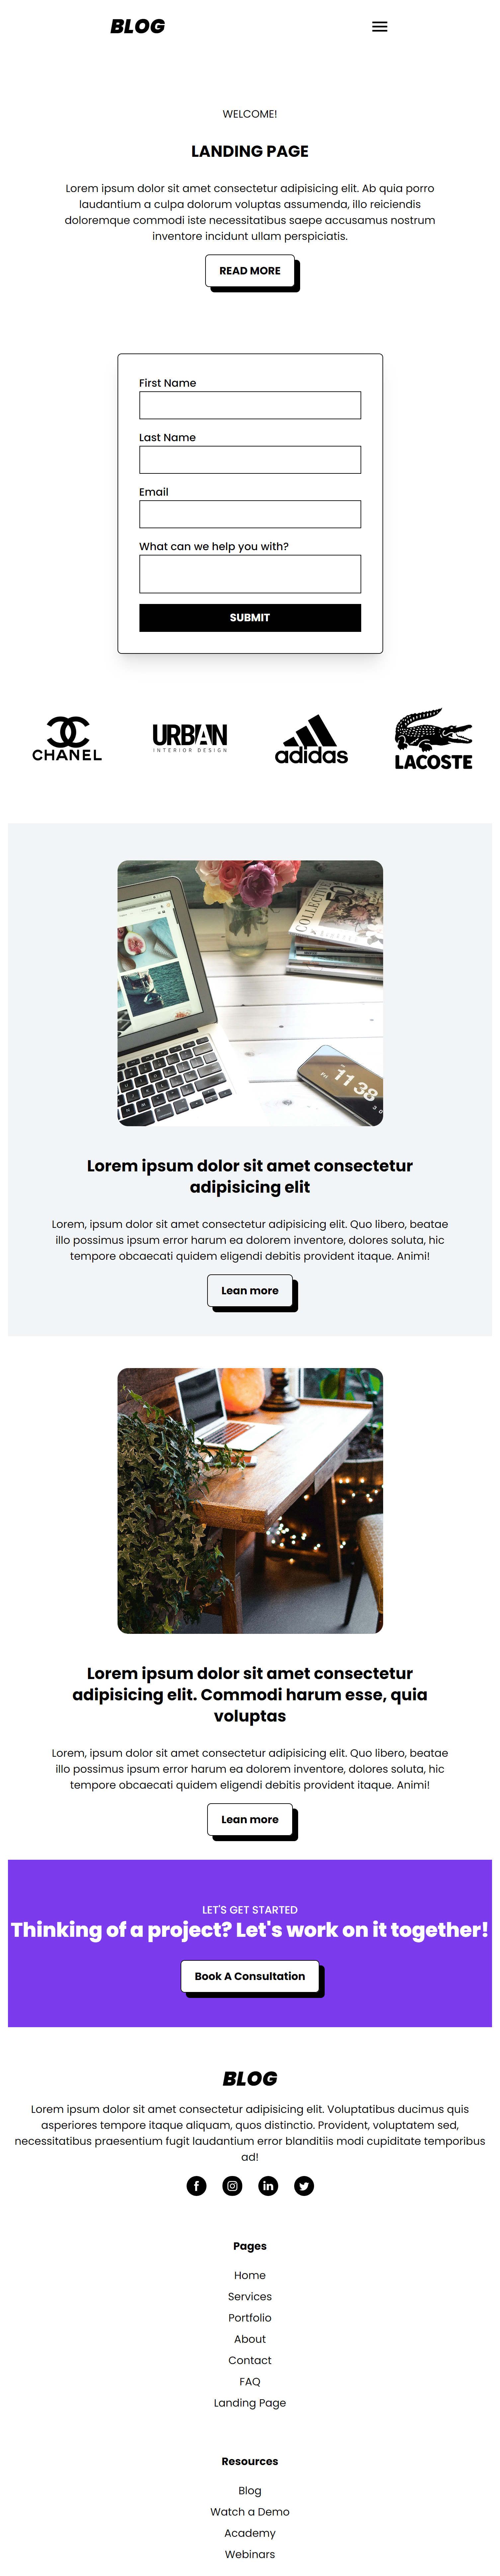 BLOG
WELCOME!
LANDING PAGE
Lorem ipsum dolor sit amet consectetur adipisicing elit. Ab quia porro
laudantium a culpa dolorum voluptas assumenda, illo reiciendis
doloremque commodi iste necessitatibus saepe accusamus nostrum
inventore incidunt ullam perspiciatis.
READ MORE
First Name
Last Name
Email
What can we help you with?
SUBMIT
CHANEL
URBAN
INTERIOR DESIGN
adidas
LACOSTE
COLLECTIVE
50
11 38
Lorem ipsum dolor sit amet consectetur
adipisicing elit
Lorem, ipsum dolor sit amet consectetur adipisicing elit. Quo libero, beatae
illo possimus ipsum error harum ea dolorem inventore, dolores soluta, hic
tempore obcaecati quidem eligendi debitis provident itaque. Animi!
Lean more
Lorem ipsum dolor sit amet consectetur
adipisicing elit. Commodi harum esse, quia
voluptas
Lorem, ipsum dolor sit amet consectetur adipisicing elit. Quo libero, beatae
illo possimus ipsum error harum ea dolorem inventore, dolores soluta, hic
tempore obcaecati quidem eligendi debitis provident itaque. Animi!
Lean more
LET'S GET STARTED
Thinking of a project? Let's work on it together!
Book A Consultation
BLOG
Lorem ipsum dolor sit amet consectetur adipisicing elit. Voluptatibus ducimus quis
asperiores tempore itaque aliquam, quos distinctio. Provident, voluptatem sed,
necessitatibus praesentium fugit laudantium error blanditiis modi cupiditate temporibus
ad!
Pages
Home
Services
Portfolio
About
Contact
FAQ
Landing Page
Resources
Blog
Watch a Demo
Academy
Webinars